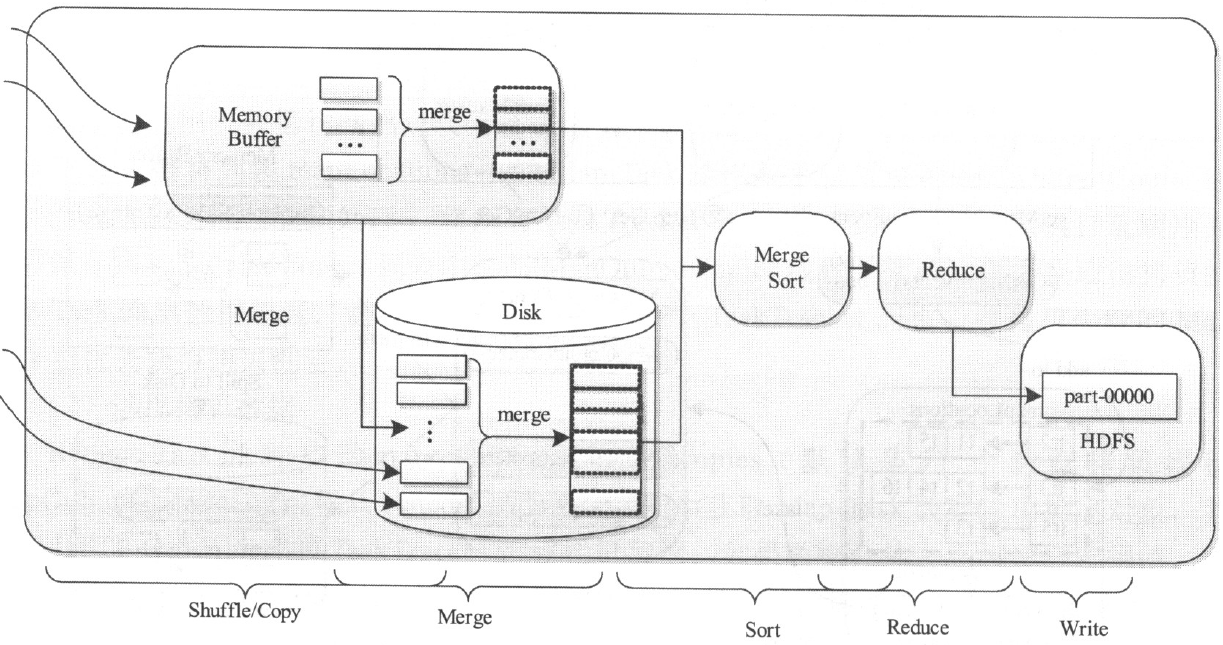 Memory
Buffer
...
merge
...
Merge
Disk
merge
Merge
Sort
Reduce
part-00000
HDFS
Shuffle/Copy
Merge
Sort
Reduce
Write